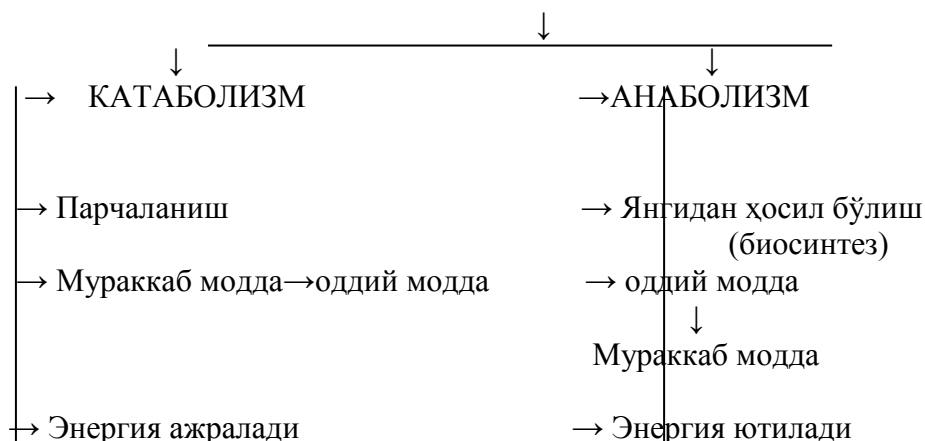 ↓
↓ ↓
→ КАТАБОЛИЗМ →АНАБОЛИЗМ
→ Парчаланиш → Янгидан ҳосил бўлиш
(биосинтез)
→ Мураккаб модда→оддий модда → оддий модда
↓
Мураккаб модда
→ Энергия ажралади → Энергия ютилади